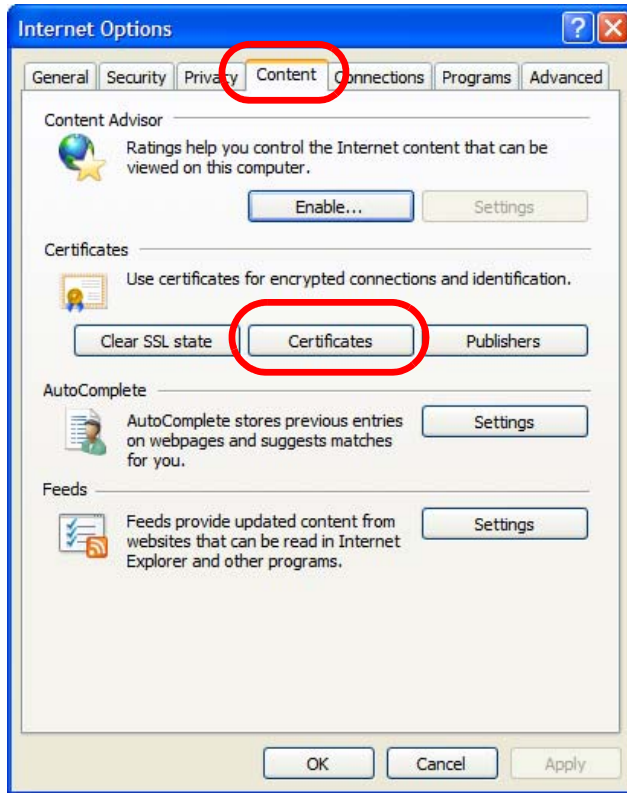 Internet Options
General Security Privacy Content Connections Programs Advanced
Content Advisor
Ratings help you control the Internet content that can be
viewed on this computer.
Enable... Settings
Certificates
Use certificates for encrypted connections and identification.
Clear SSL state Certificates Publishers
AutoComplete
AutoComplete stores previous entries
on webpages and suggests matches
for you.
Settings
Feeds
Feeds provide updated content from
websites that can be read in Internet
Explorer and other programs.
Settings
OK Cancel Apply